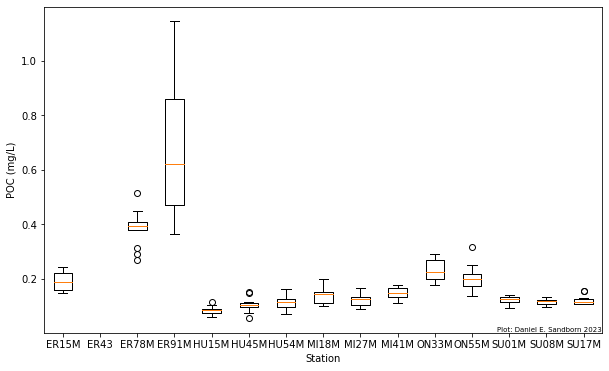 1.0
0.8
0.6
0.4
0.2
POC (mg/L)
ER15M ER43 ER78M ER91M HU15M HU45M HU54M MI18M MI27M MI41M ON33M ON55M SU01M SU08M SU17M
Station
Plot: Daniel E. Sandborn 2023